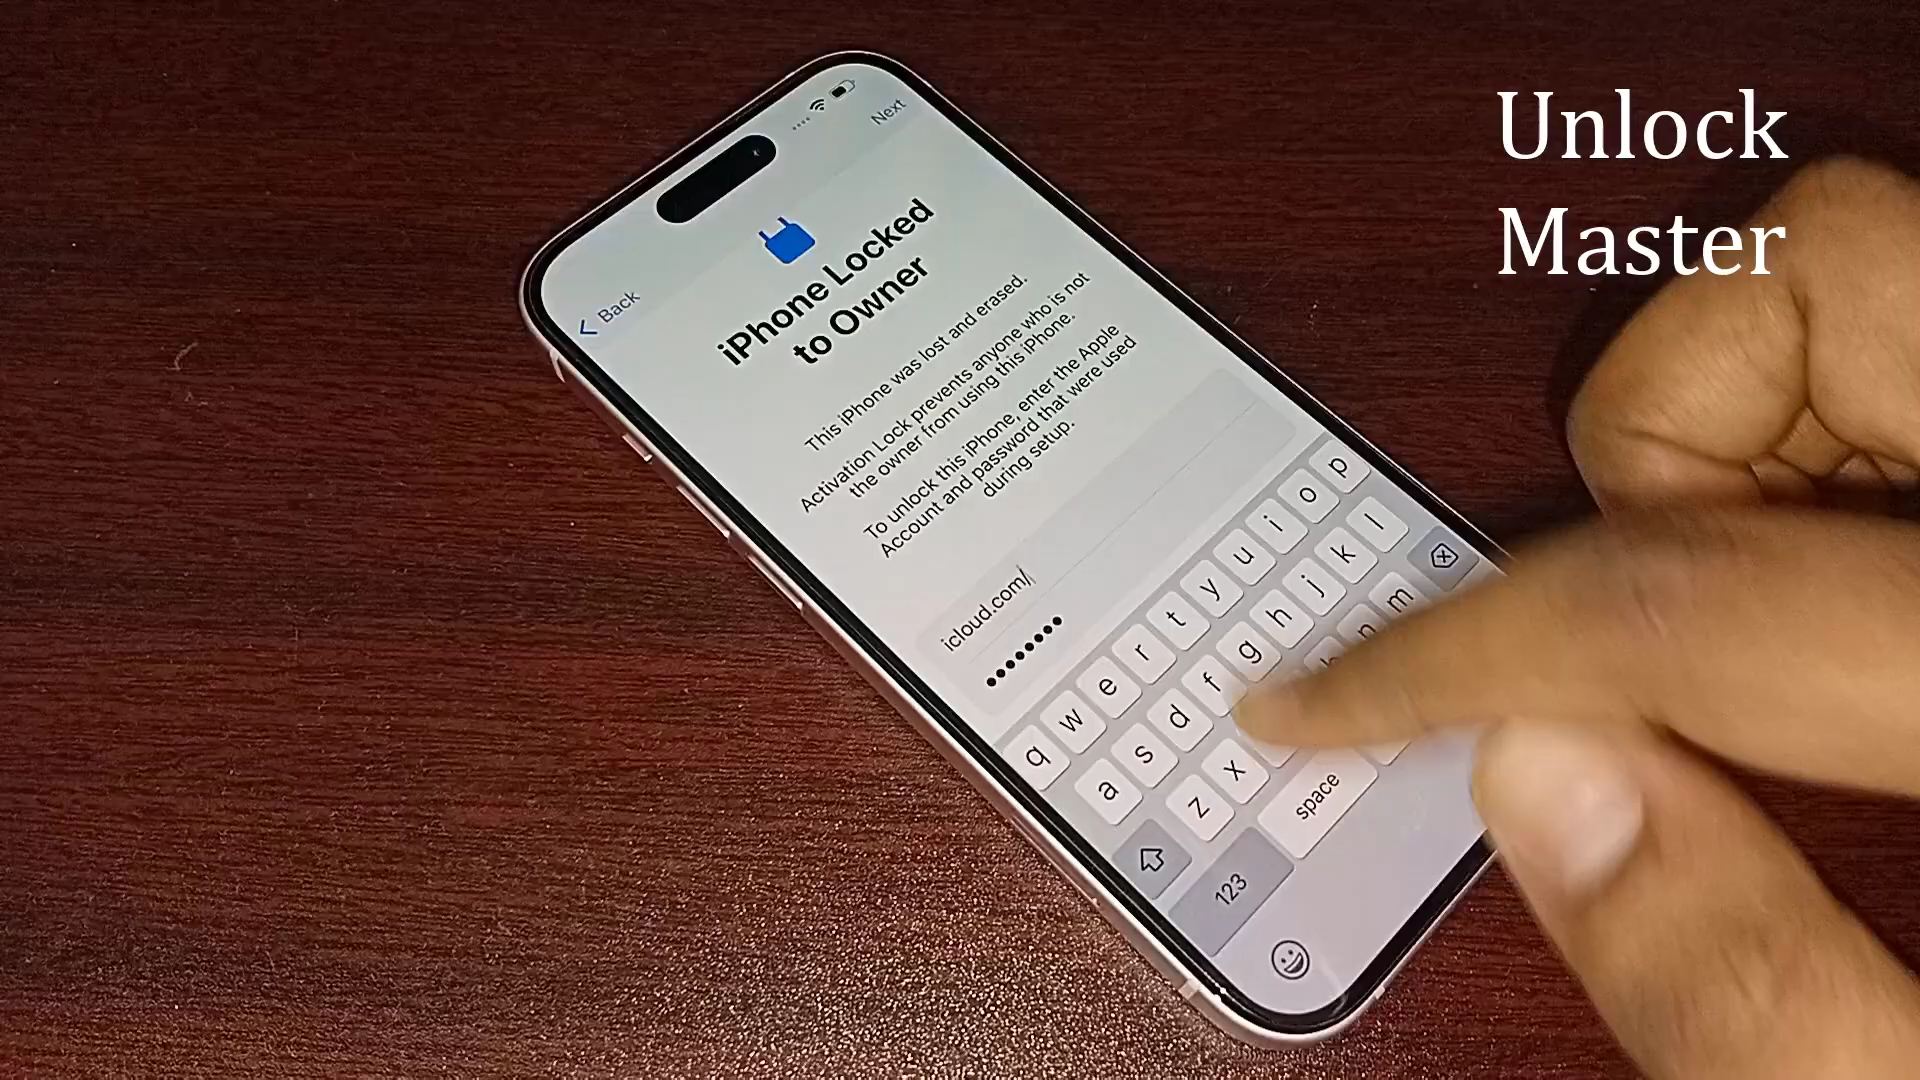 Unlock
Master
Next
Back
iPhone Locked
to Owner
This iPhone was lost and erased.
Activation Lock prevents anyone who is not
the owner from using this iPhone.
To unlock this iPhone, enter the Apple
Account and password that were used
during setup.
icloud.com/
q w e r t y u i o p
a s d f g h j k l
z x n m
123 space